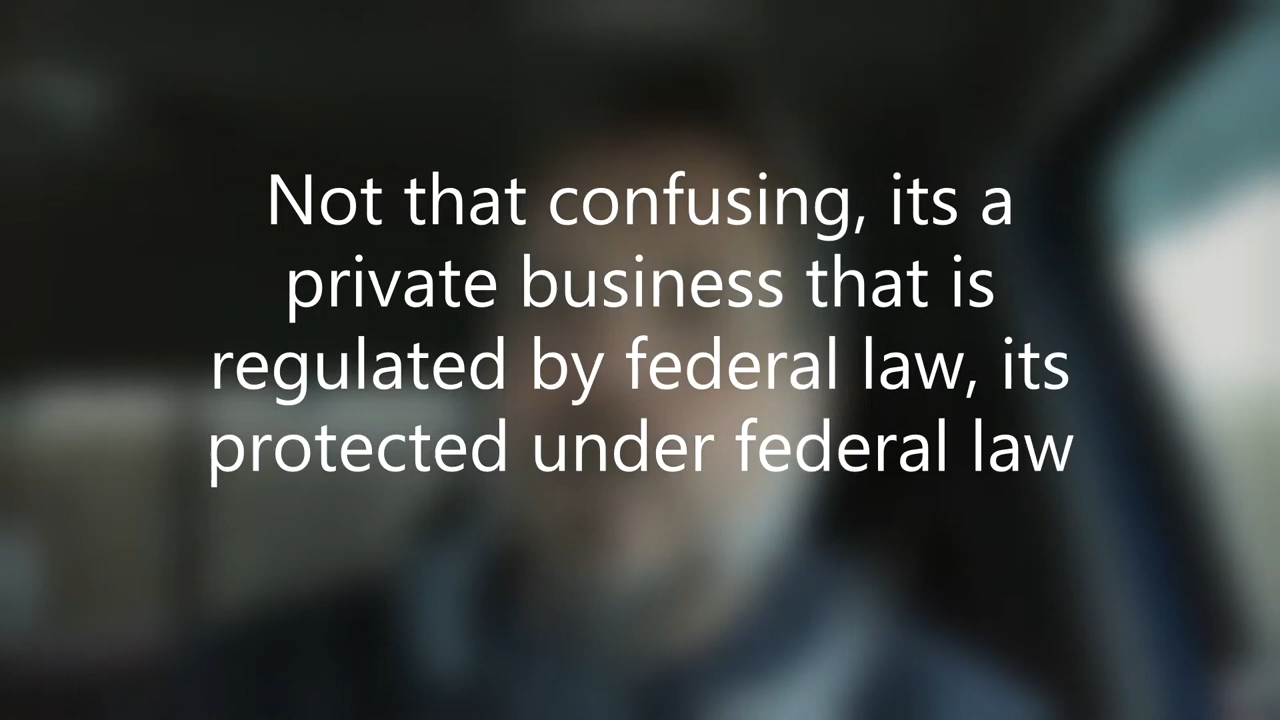 Not that confusing, its a
private business that is
regulated by federal law, its
protected under federal law